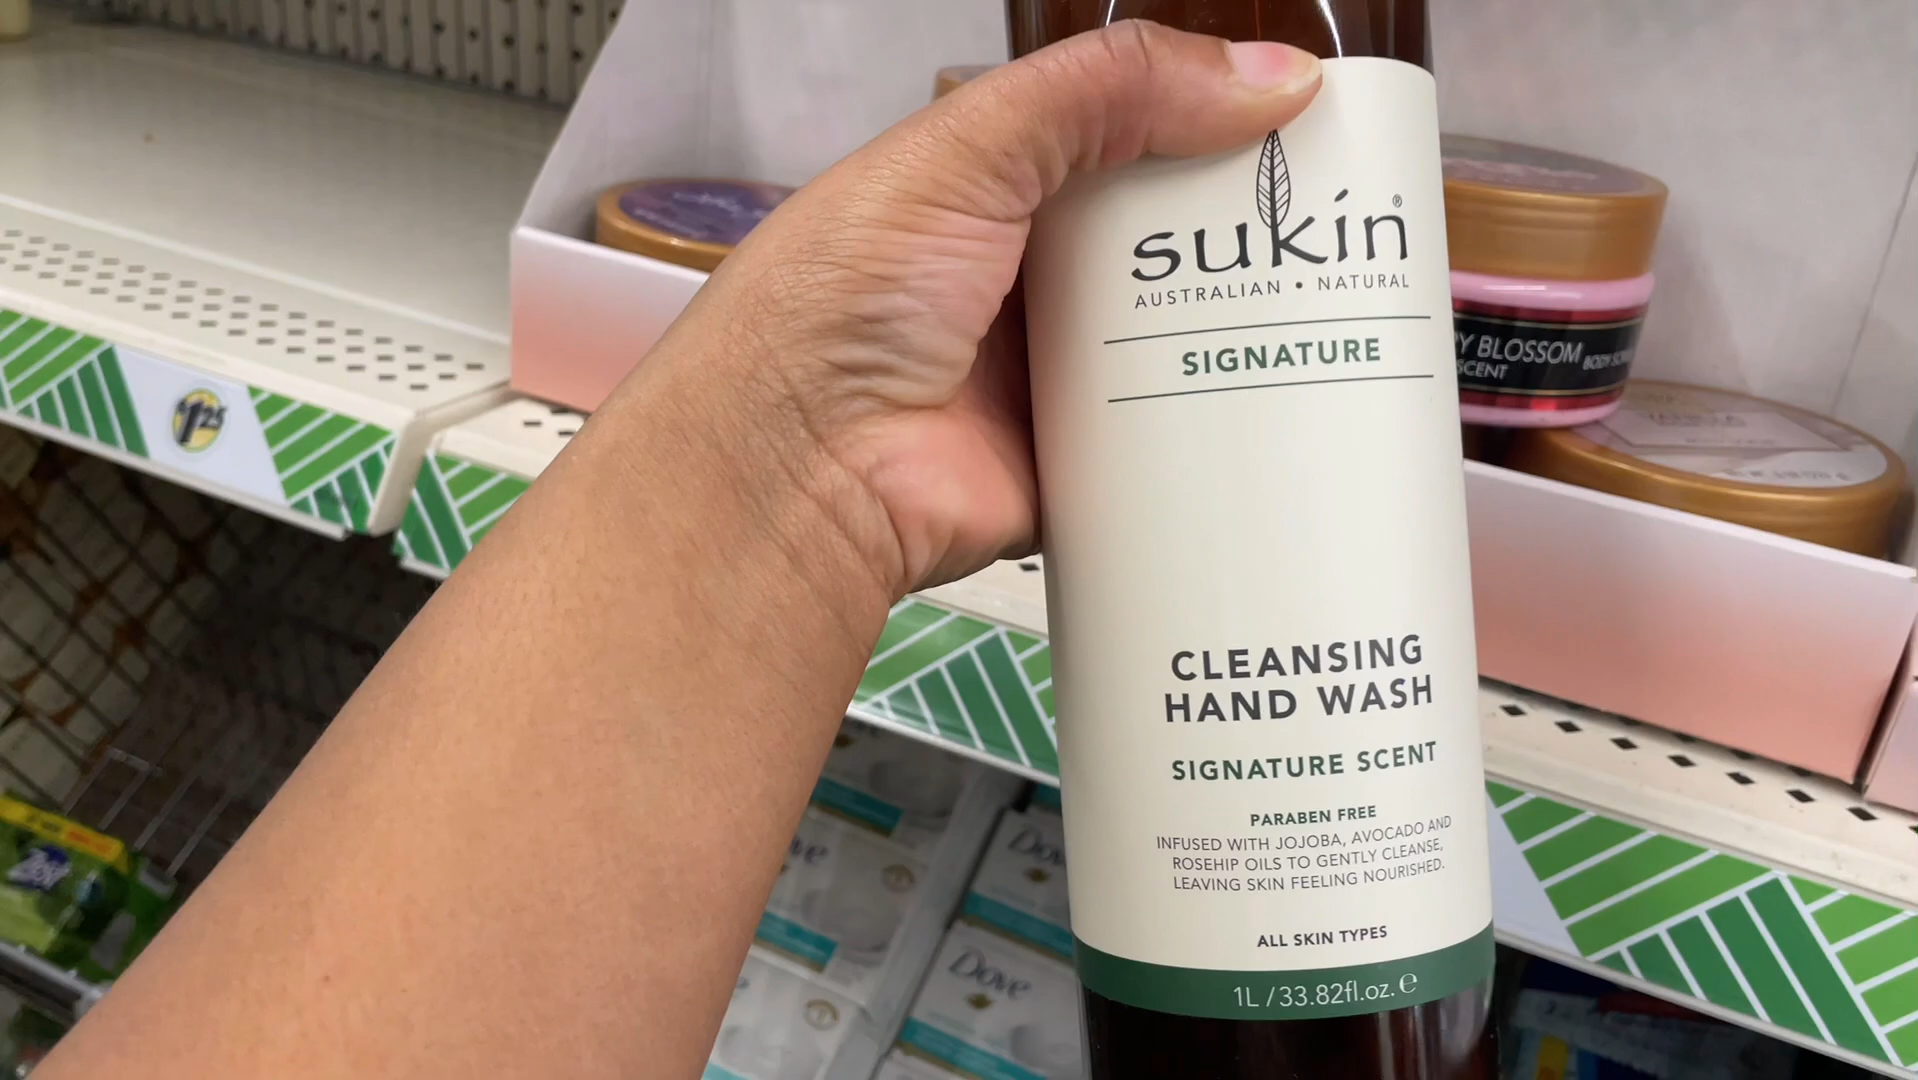 sukin®
AUSTRALIAN • NATURAL
SIGNATURE
CLEANSING
HAND WASH
SIGNATURE SCENT
PARABEN FREE
INFUSED WITH JOJOBA, AVOCADO AND
ROSEHIP OILS TO GENTLY CLEANSE,
LEAVING SKIN FEELING NOURISHED.
ALL SKIN TYPES
1L / 33.82fl.oz. ℮
$1.25
BLOSSOM
SCENT
BODY
Zest
Dove
Dove